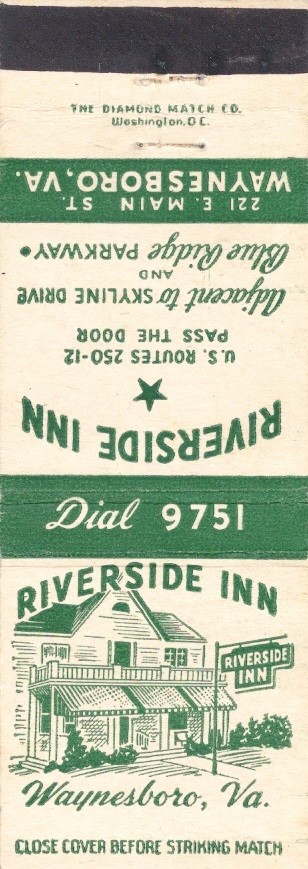 THE DIAMOND MATCH CO.
Washington, D.C.
RIVERSIDE INN
U.S. ROUTES 250-12
PASS THE DOOR
Adjacent to SKYLINE DRIVE
AND
Blue Ridge PARKWAY •
221 E. MAIN ST.
WAYNESBORO, VA.
Dial 9751
RIVERSIDE INN
RIVERSIDE
INN
Waynesboro, Va.
CLOSE COVER BEFORE STRIKING MATCH